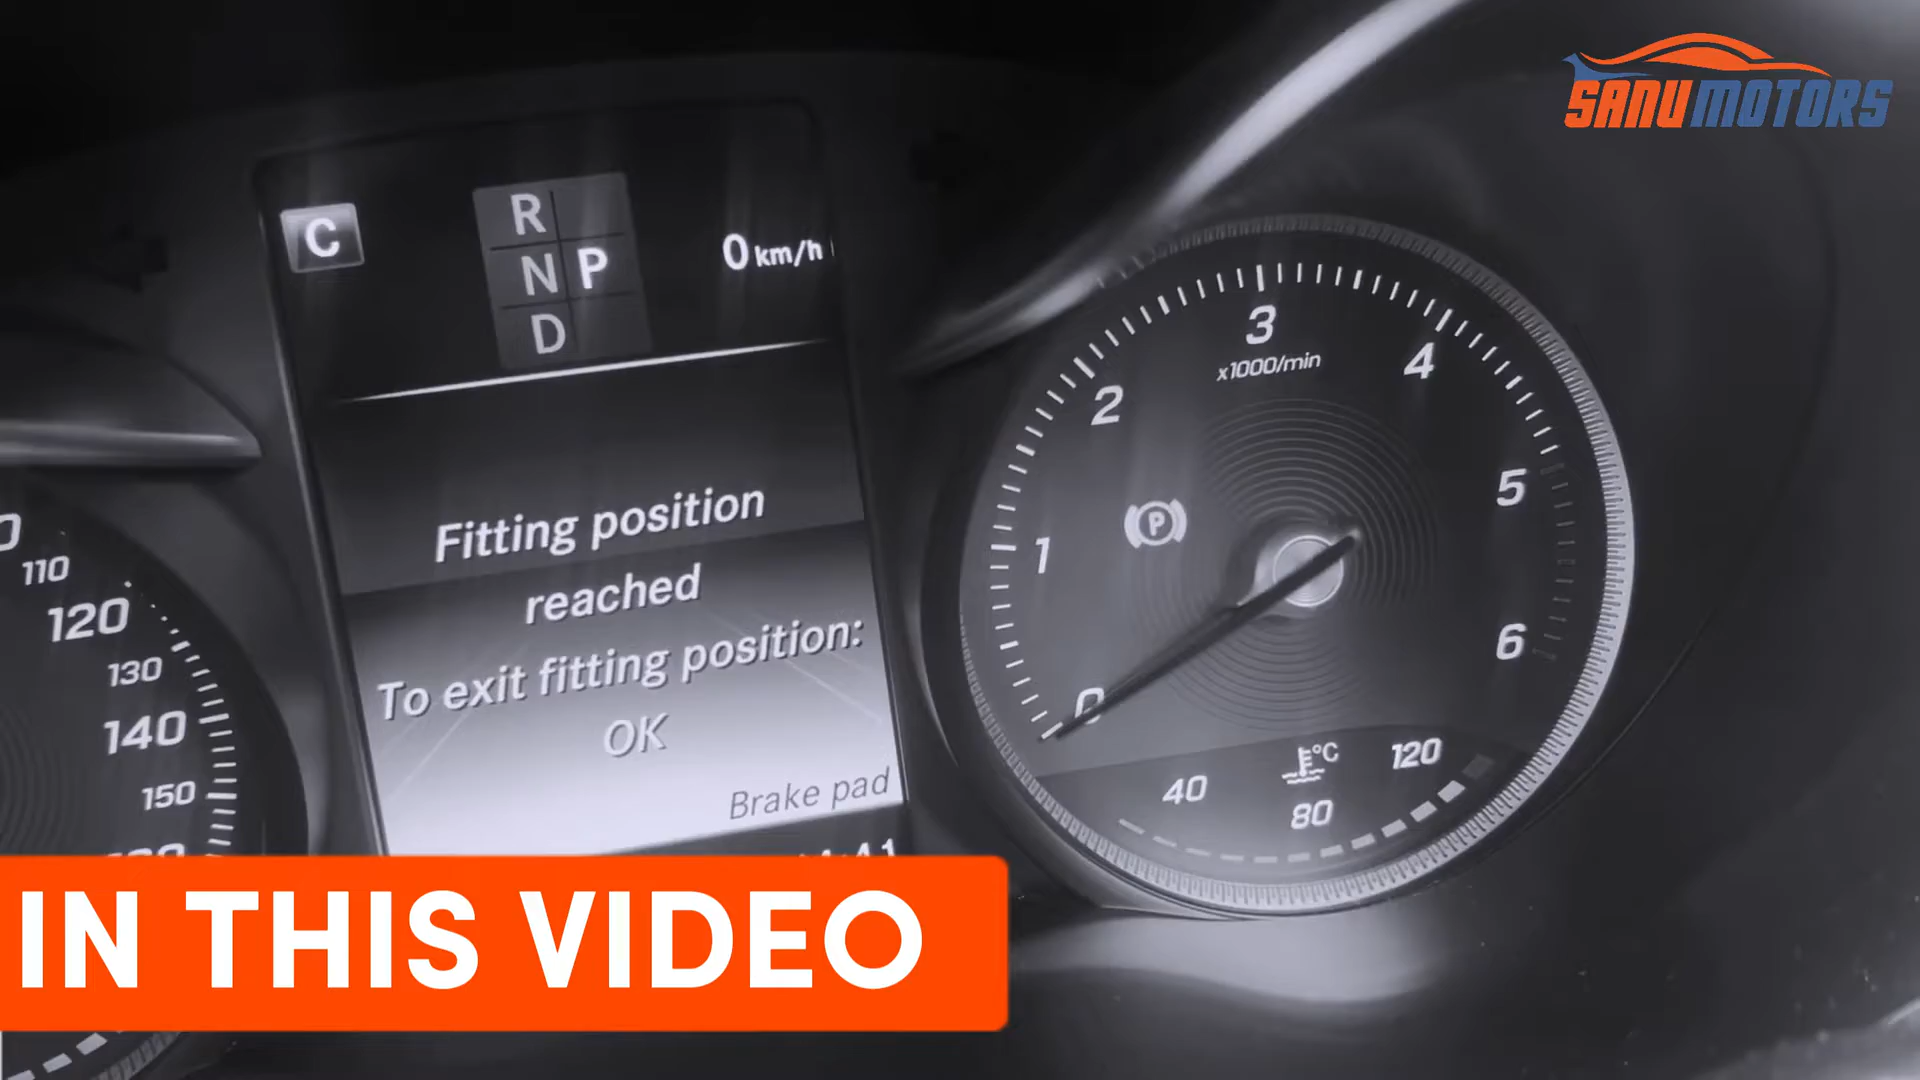 SANUMOTORS
C
R
N P
D
0 km/h
Fitting position
reached
To exit fitting position:
OK
Brake pad
110
120
130
140
150
0
1
2
3
4
5
6
x1000/min
P
40
80
120
°C
IN THIS VIDEO